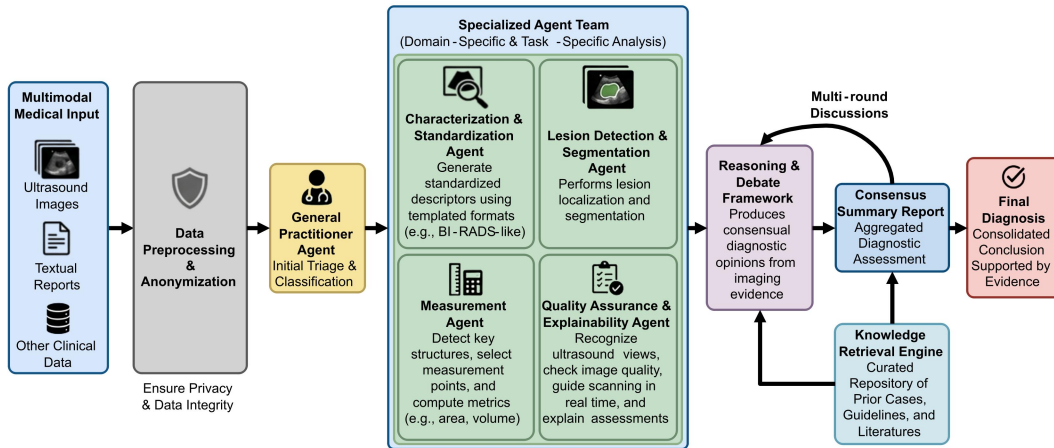 Multimodal
Medical Input
Ultrasound
Images
Textual
Reports
Other Clinical
Data
Data
Preprocessing
&
Anonymization
Ensure Privacy
& Data Integrity
General
Practitioner
Agent
Initial Triage &
Classification
Specialized Agent Team
(Domain-Specific & Task -Specific Analysis)
Characterization &
Standardization
Agent
Generate
standardized
descriptors using
templated formats
(e.g., BI-RADS-like)
Lesion Detection &
Segmentation
Agent
Performs lesion
localization and
segmentation
Measurement
Agent
Detect key
structures, select
measurement
points, and
compute metrics
(e.g., area, volume)
Quality Assurance &
Explainability Agent
Recognize
ultrasound views,
check image quality,
guide scanning in
real time, and
explain assessments
Multi-round
Discussions
Reasoning &
Debate
Framework
Produces
consensual
diagnostic
opinions from
imaging
evidence
Consensus
Summary Report
Aggregated
Diagnostic
Assessment
Knowledge
Retrieval Engine
Curated
Repository of
Prior Cases,
Guidelines, and
Literatures
Final
Diagnosis
Consolidated
Conclusion
Supported by
Evidence